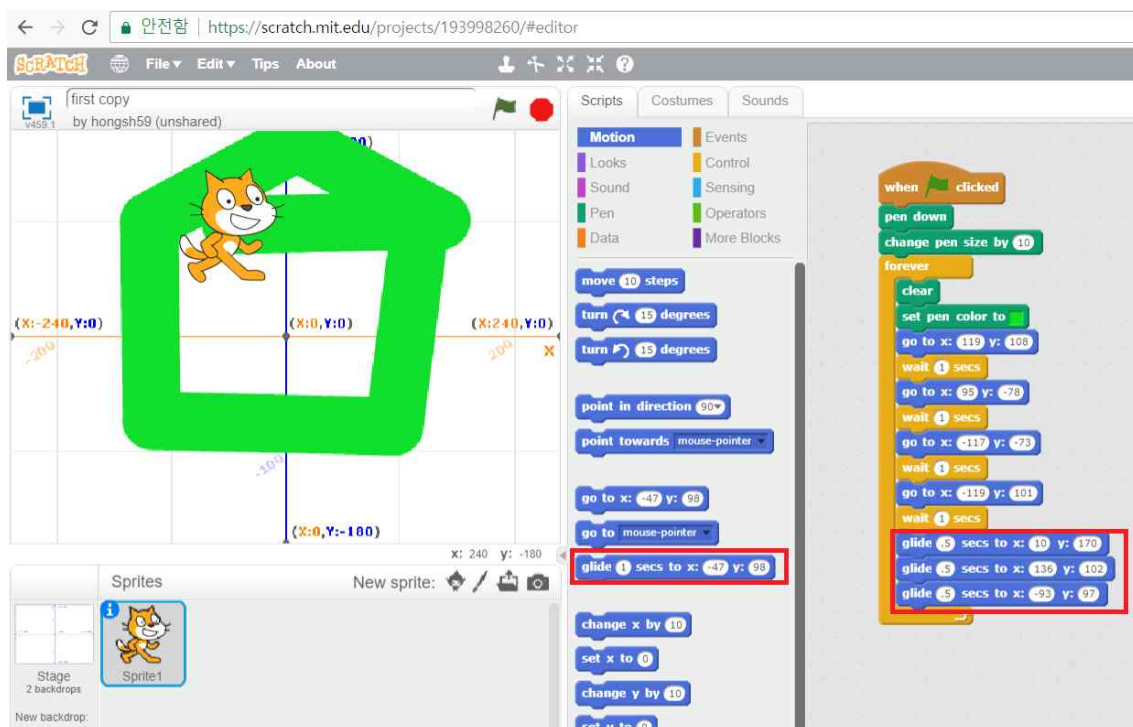 안전함 | https://scratch.mit.edu/projects/193998260/#editor
SCRATCH File▾ Edit▾ Tips About
v459.1
first copy
by hongsh59 (unshared)
(X:-240,Y:0)
(X:0,Y:0)
(X:240,Y:0)
-200
200
X
-100
(X:0,Y:-180)
x: 240 y: -180
Sprites
New sprite:
Stage
2 backdrops
Sprite1
New backdrop:
Scripts Costumes Sounds
Motion Events
Looks Control
Sound Sensing
Pen Operators
Data More Blocks
move 10 steps
turn 15 degrees
turn 15 degrees
point in direction 90▾
point towards mouse-pointer
go to x: -47 y: 98
go to mouse-pointer
glide 1 secs to x: -47 y: 98
change x by 10
set x to 0
change y by 10
set y to 0
when clicked
pen down
change pen size by 10
forever
clear
set pen color to
go to x: 119 y: 108
wait 1 secs
go to x: 95 y: -78
wait 1 secs
go to x: -117 y: -73
wait 1 secs
go to x: -119 y: 101
wait 1 secs
glide .5 secs to x: 10 y: 170
glide .5 secs to x: 136 y: 102
glide .5 secs to x: -93 y: 97